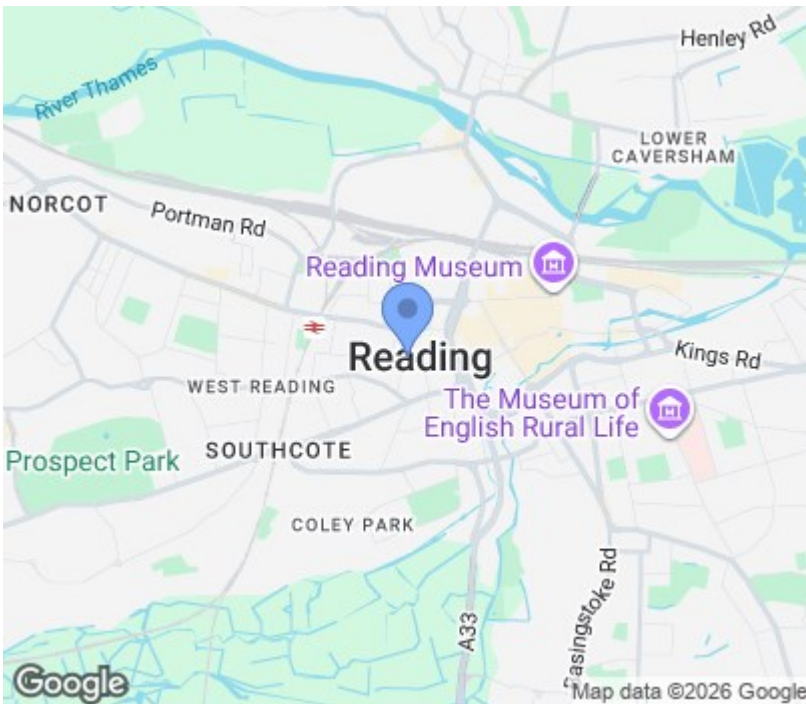 Henley Rd
River Thames
LOWER
CAVERSHAM
NORCOT
Portman Rd
Reading Museum
Reading
Kings Rd
WEST READING
The Museum of
English Rural Life
SOUTHCOTE
Prospect Park
COLEY PARK
A33
Basingstoke Rd
Google
Map data ©2026 Google